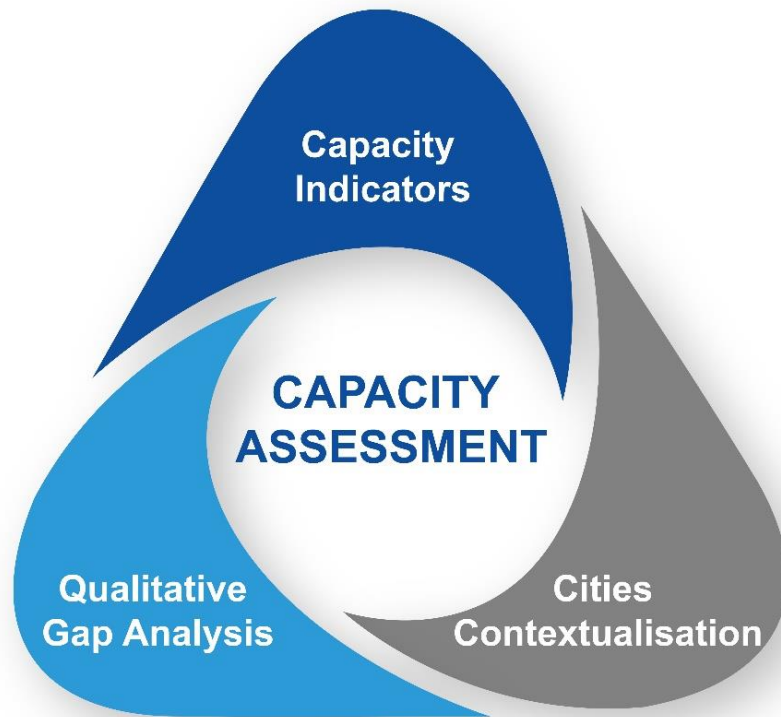 Capacity
Indicators
CAPACITY
ASSESSMENT
Qualitative
Gap Analysis
Cities
Contextualisation